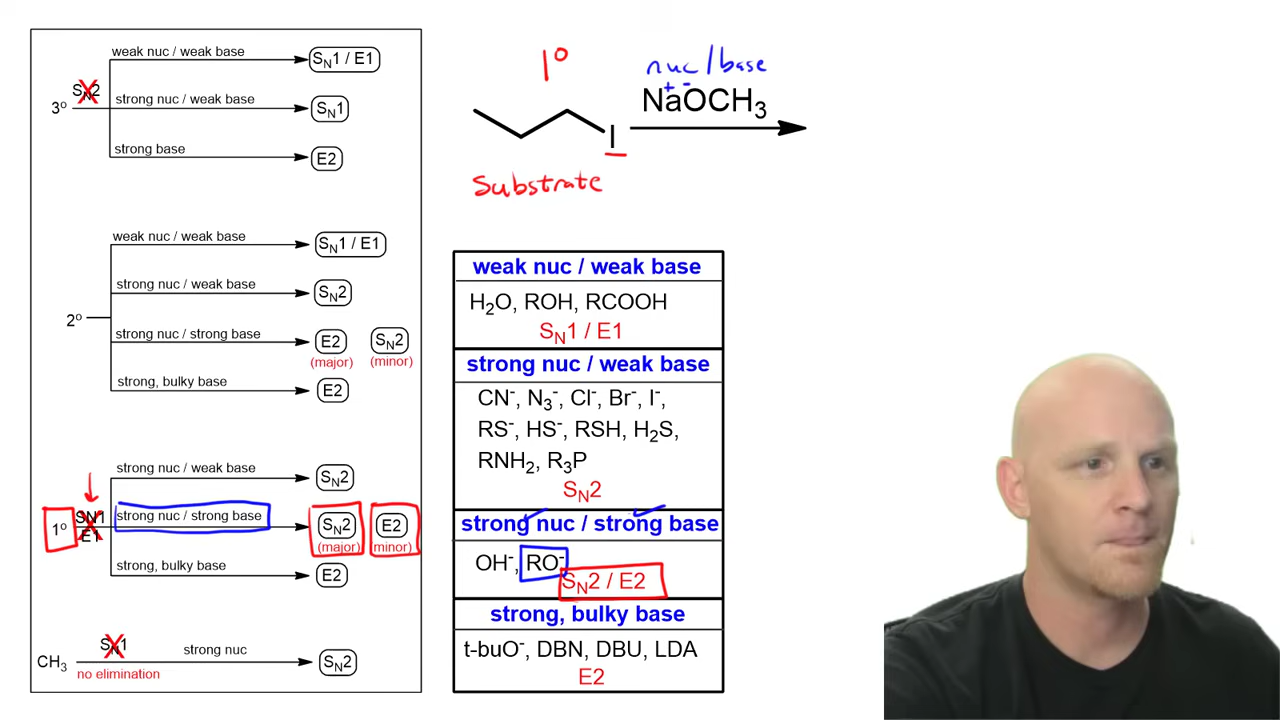 weak nuc / weak base
SN1 / E1
SN2
3º
strong nuc / weak base
SN1
strong base
E2
weak nuc / weak base
SN1 / E1
strong nuc / weak base
SN2
2º
strong nuc / strong base
E2
(major)
SN2
(minor)
strong, bulky base
E2
strong nuc / weak base
SN2
1º
SN1
E1
strong nuc / strong base
SN2
(major)
E2
(minor)
strong, bulky base
E2
CH3
SN1
no elimination
strong nuc
SN2
1º
nuc/base
+ -
NaOCH3
I
Substrate
weak nuc / weak base
H2O, ROH, RCOOH
SN1 / E1
strong nuc / weak base
CN-, N3-, Cl-, Br-, I-,
RS-, HS-, RSH, H2S,
RNH2, R3P
SN2
strong nuc / strong base
OH-, RO-
SN2 / E2
strong, bulky base
t-buO-, DBN, DBU, LDA
E2